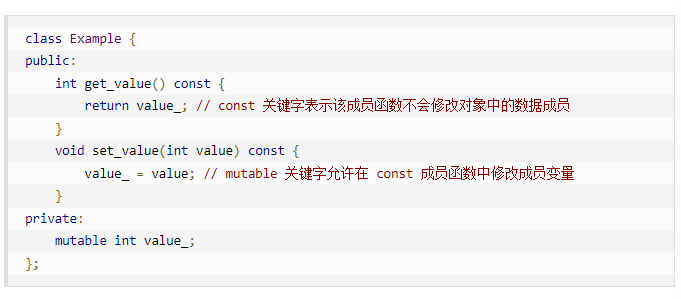 class Example {
public:
    int get_value() const {
        return value_; // const 关键字表示该成员函数不会修改对象中的数据成员
    }
    void set_value(int value) const {
        value_ = value; // mutable 关键字允许在 const 成员函数中修改成员变量
    }
private:
    mutable int value_;
};